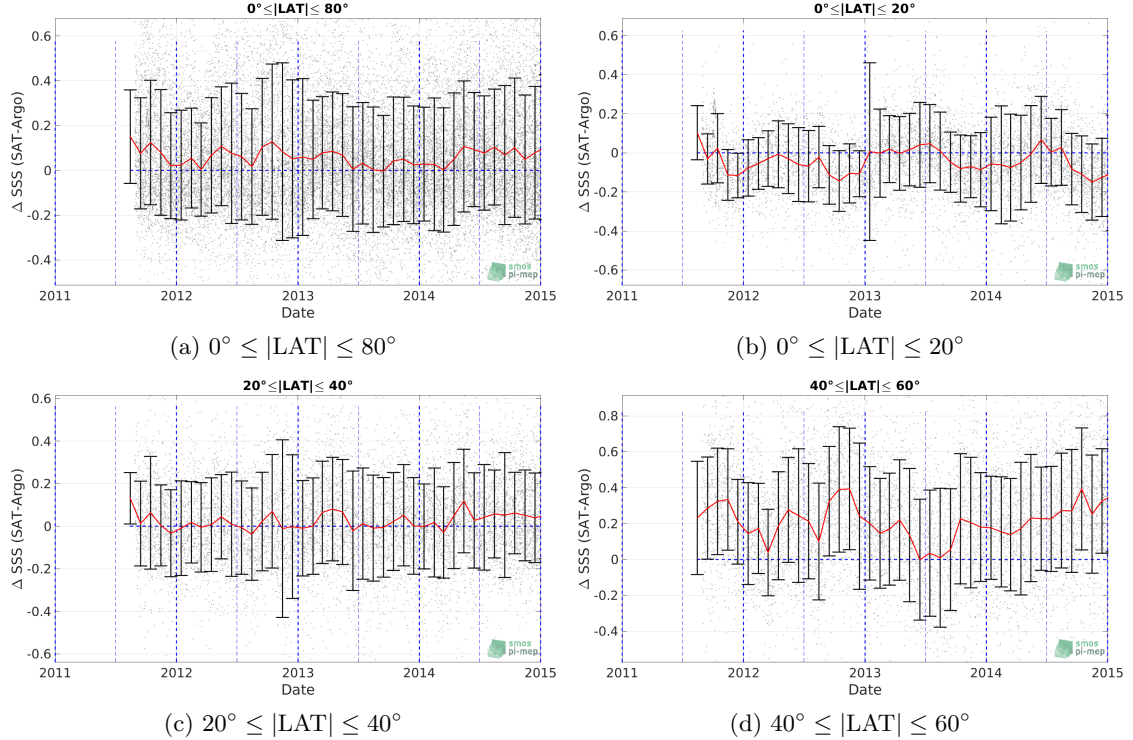 0°≤|LAT|≤ 80°
Δ SSS (SAT-Argo)
0.6
0.4
0.2
0
-0.2
-0.4
2011
2012
2013
2014
2015
Date
smos
pi-mep
(a) 0° ≤ |LAT| ≤ 80°
0°≤|LAT|≤ 20°
Δ SSS (SAT-Argo)
0.6
0.4
0.2
0
-0.2
-0.4
-0.6
2011
2012
2013
2014
2015
Date
smos
pi-mep
(b) 0° ≤ |LAT| ≤ 20°
20°≤|LAT|≤ 40°
Δ SSS (SAT-Argo)
0.6
0.4
0.2
0
-0.2
-0.4
-0.6
2011
2012
2013
2014
2015
Date
smos
pi-mep
(c) 20° ≤ |LAT| ≤ 40°
40°≤|LAT|≤ 60°
Δ SSS (SAT-Argo)
0.8
0.6
0.4
0.2
0
-0.2
-0.4
2011
2012
2013
2014
2015
Date
smos
pi-mep
(d) 40° ≤ |LAT| ≤ 60°